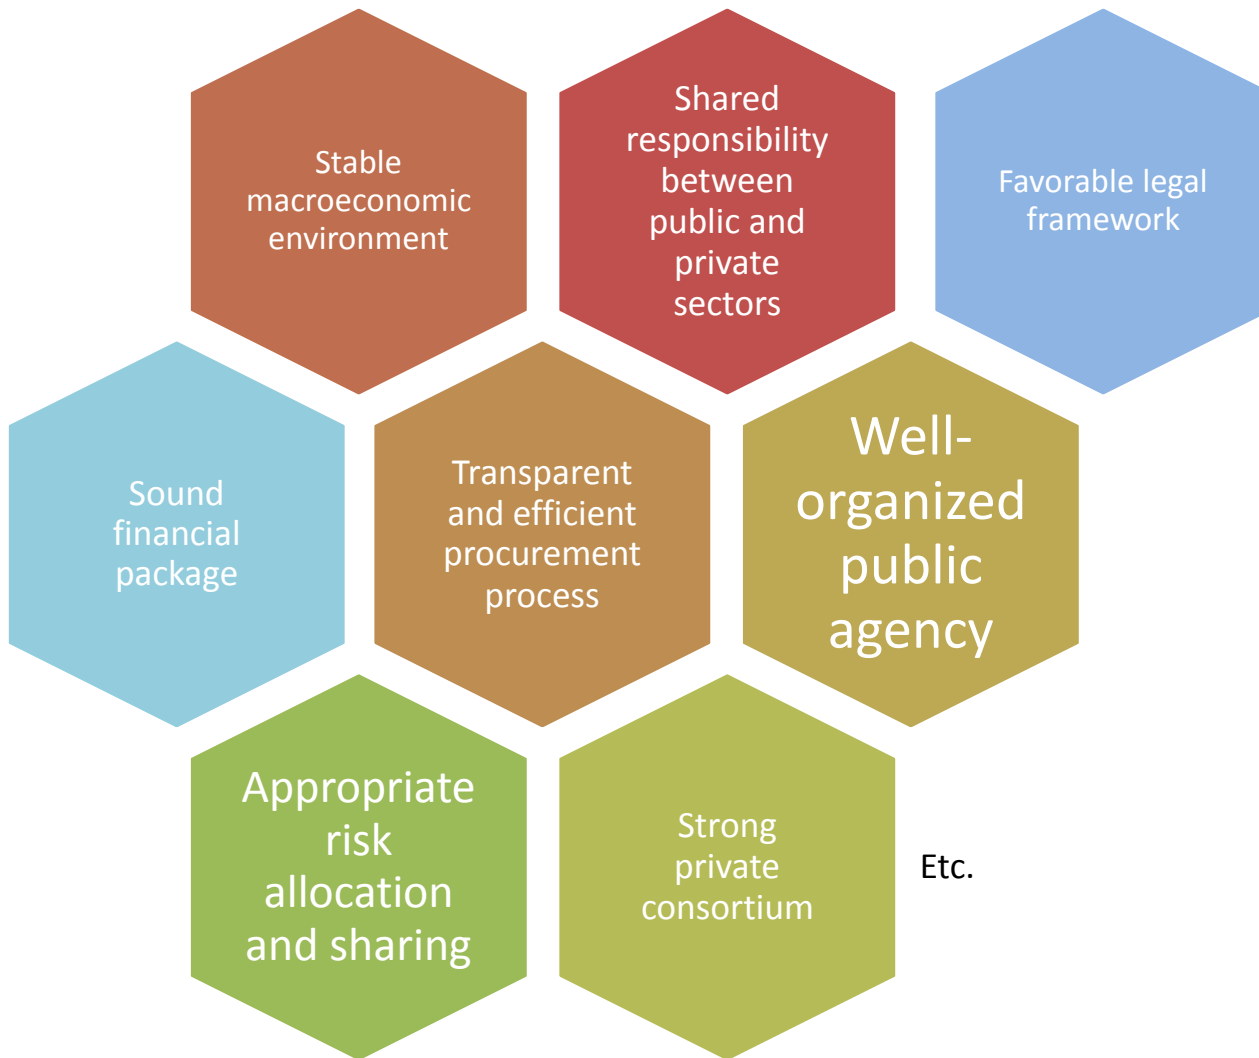 Stable
macroeconomic
environment
Shared
responsibility
between
public and
private
sectors
Favorable legal
framework
Sound
financial
package
Transparent
and efficient
procurement
process
Well-
organized
public
agency
Appropriate
risk
allocation
and sharing
Strong
private
consortium
Etc.